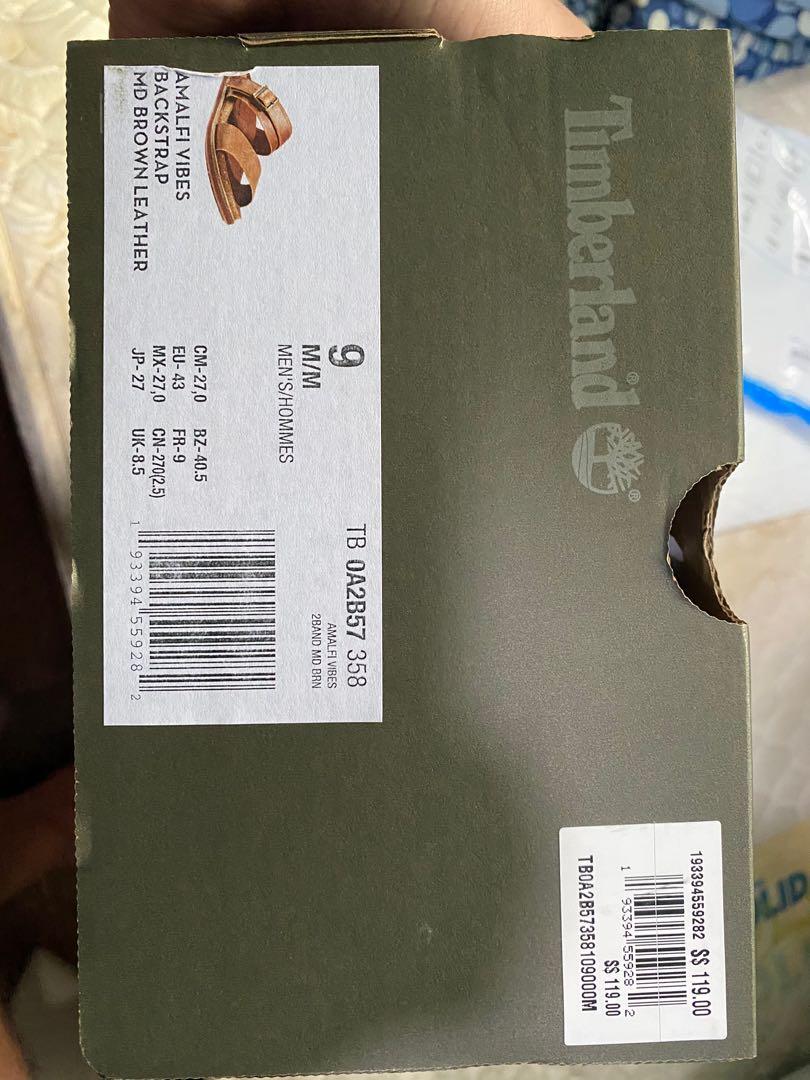 Timberland®
®
AMALFI VIBES
BACKSTRAP
MD BROWN LEATHER
9
M/M
MEN'S/HOMMES
CM-27,0 BZ-40.5
EU-43 FR-9
MX-27,0 CN-270(2.5)
JP-27 UK-8.5
TB 0A2B57 358
AMALFI VIBES
2BAND MD BRN
1 93394 55928 2
193394559282 S$ 119.00
1 93394 55928 2
S$ 119.00
TB0A2B57358109000M